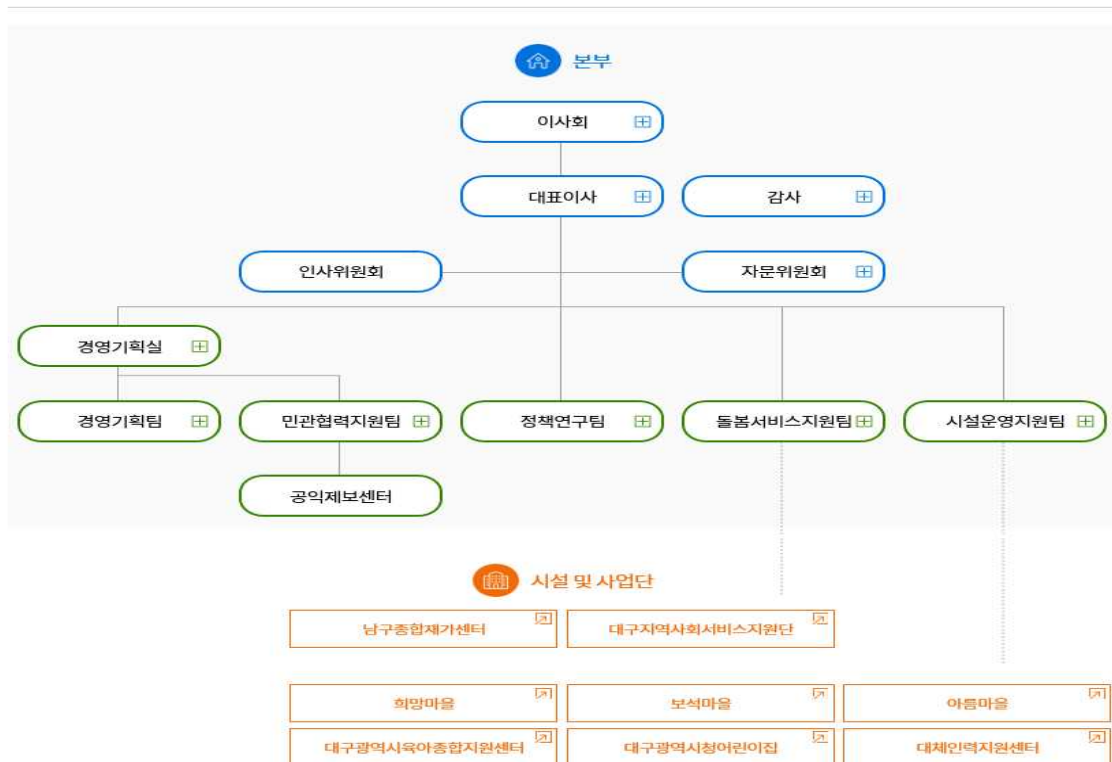 본부
이사회
대표이사 감사
인사위원회 자문위원회
경영기획실
경영기획팀 민관협력지원팀 정책연구팀 돌봄서비스지원팀 시설운영지원팀
공익제보센터
시설 및 사업단
남구종합재가센터 대구지역사회서비스지원단
희망마을 보석마을 아름마을
대구광역시육아종합지원센터 대구광역시청어린이집 대체인력지원센터